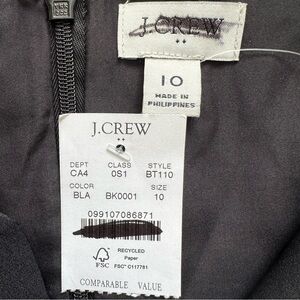 J.CREW
10
MADE IN
PHILIPPINES
J.CREW
DEPT CLASS STYLE
CA4 0S1 BT110
COLOR SIZE
BLA BK0001 10
099107086871
FSC
RECYCLED
Paper
FSC® C117781
COMPARABLE VALUE